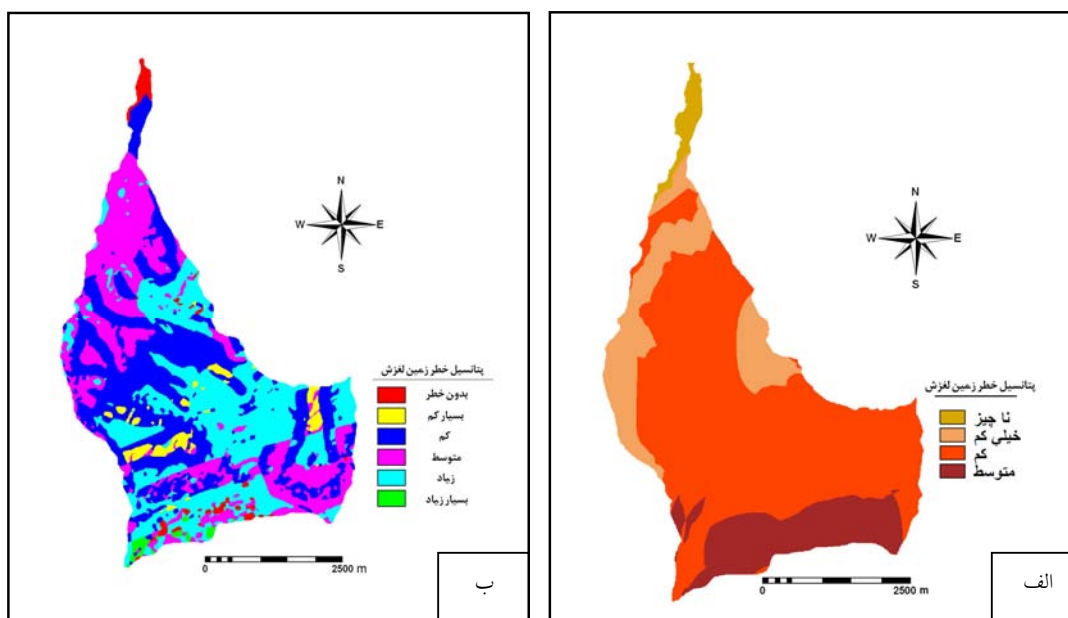 N
W E
S
پتانسیل خطر زمین لغزش
نا چیز
خیلی کم
کم
متوسط
0 2500 m
الف
N
W E
S
پتانسیل خطر زمین لغزش
بدون خطر
بسیار کم
کم
متوسط
زیاد
بسیار زیاد
0 2500 m
ب